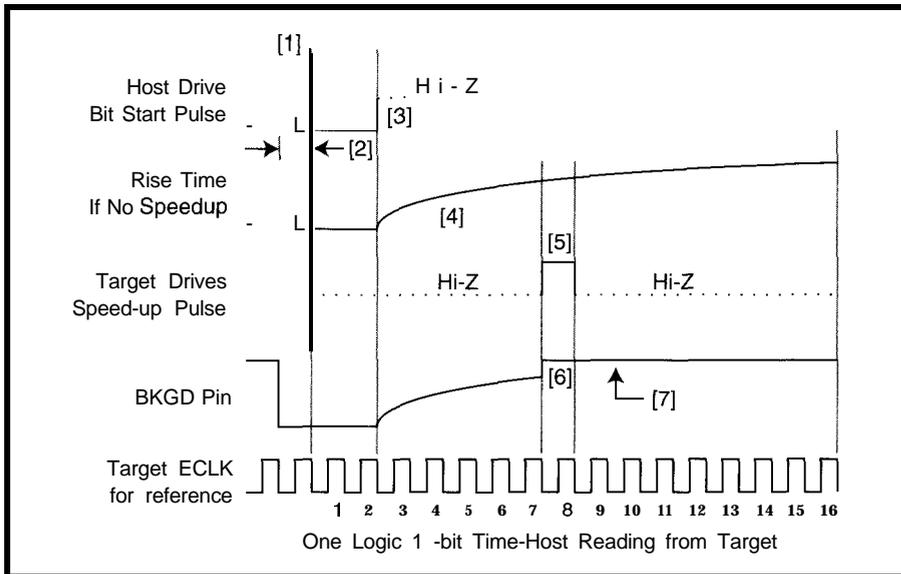 [1]
Host Drive
Bit Start Pulse
- L
Hi-Z
[3]
[2]
Rise Time
If No Speedup
- L
[4]
[5]
Target Drives
Speed-up Pulse
Hi-Z
Hi-Z
BKGD Pin
[6]
[7]
Target ECLK
for reference
1 2 3 4 5 6 7 8 9 10 11 12 13 14 15 16
One Logic 1 -bit Time-Host Reading from Target